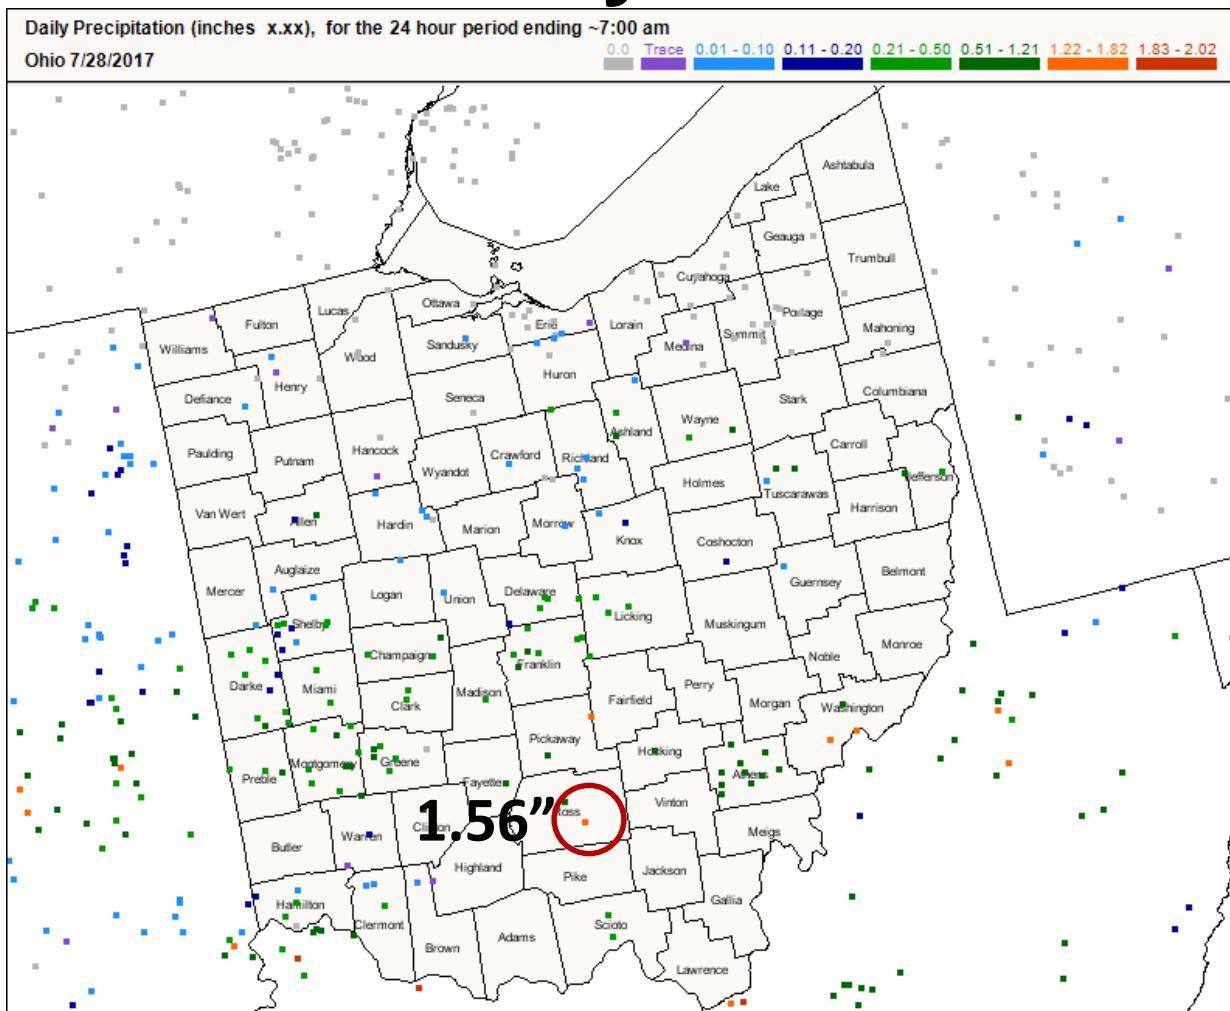 Daily Precipitation (inches x.xx), for the 24 hour period ending ~7:00 am
Ohio 7/28/2017
0.0 Trace 0.01 - 0.10 0.11 - 0.20 0.21 - 0.50 0.51 - 1.21 1.22 - 1.82 1.83 - 2.02
Ashtabula
Lake
Geauga
Trumbull
Cuyahoga
Ottawa
Lucas
Fulton
Erie
Lorain
Portage
Mahoning
Williams
Wood
Sandusky
Medina
Summit
Huron
Henry
Defiance
Seneca
Stark
Columbiana
Wayne
Ashland
Carroll
Paulding
Putnam
Hancock
Wyandot
Crawford
Richland
Holmes
Tuscarawas
Jefferson
Harrison
Van Wert
Allen
Hardin
Marion
Morrow
Knox
Coshocton
Auglaize
Mercer
Logan
Union
Delaware
Guernsey
Belmont
Shelby
Licking
Muskingum
Noble
Monroe
Champaign
Franklin
Darke
Miami
Clark
Madison
Fairfield
Perry
Morgan
Washington
Pickaway
Hocking
Athens
Preble
Montgomery
Greene
Fayette
Vinton
1.56”
oss
Clinton
Warren
Butler
Meigs
Highland
Pike
Jackson
Gallia
Hamilton
Clermont
Scioto
Brown
Adams
Lawrence